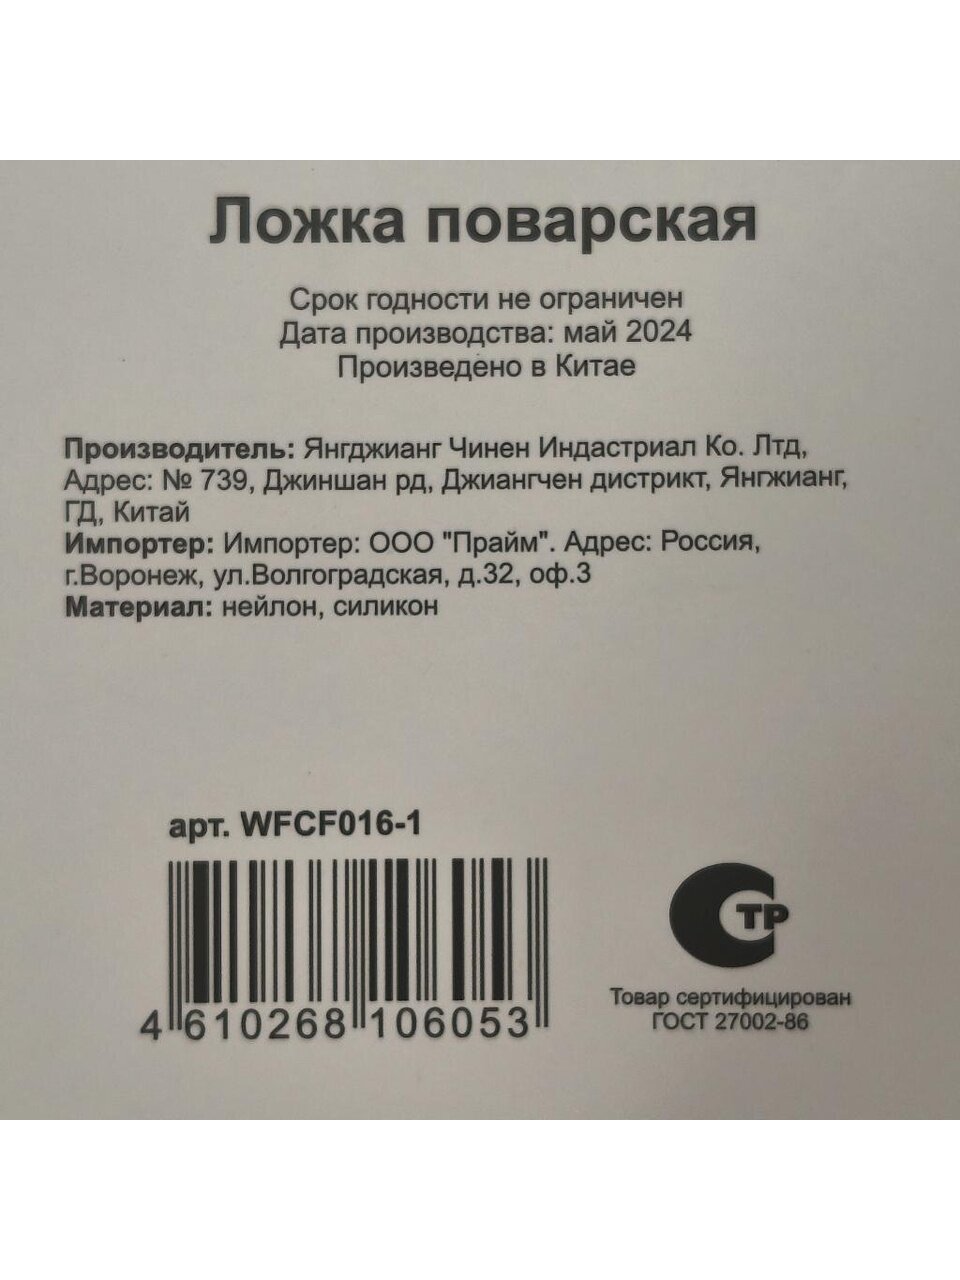 Ложка поварская
Срок годности не ограничен
Дата производства: май 2024
Произведено в Китае
Производитель: Янгджианг Чинен Индастриал Ко. Лтд,
Адрес: № 739, Джиншан рд, Джиангчен дистрикт, Янгжианг,
ГД, Китай
Импортер: Импортер: ООО "Прайм". Адрес: Россия,
г.Воронеж, ул.Волгоградская, д.32, оф.3
Материал: нейлон, силикон
арт. WFCF016-1
4 610268 106053
ТР
Товар сертифицирован
ГОСТ 27002-86